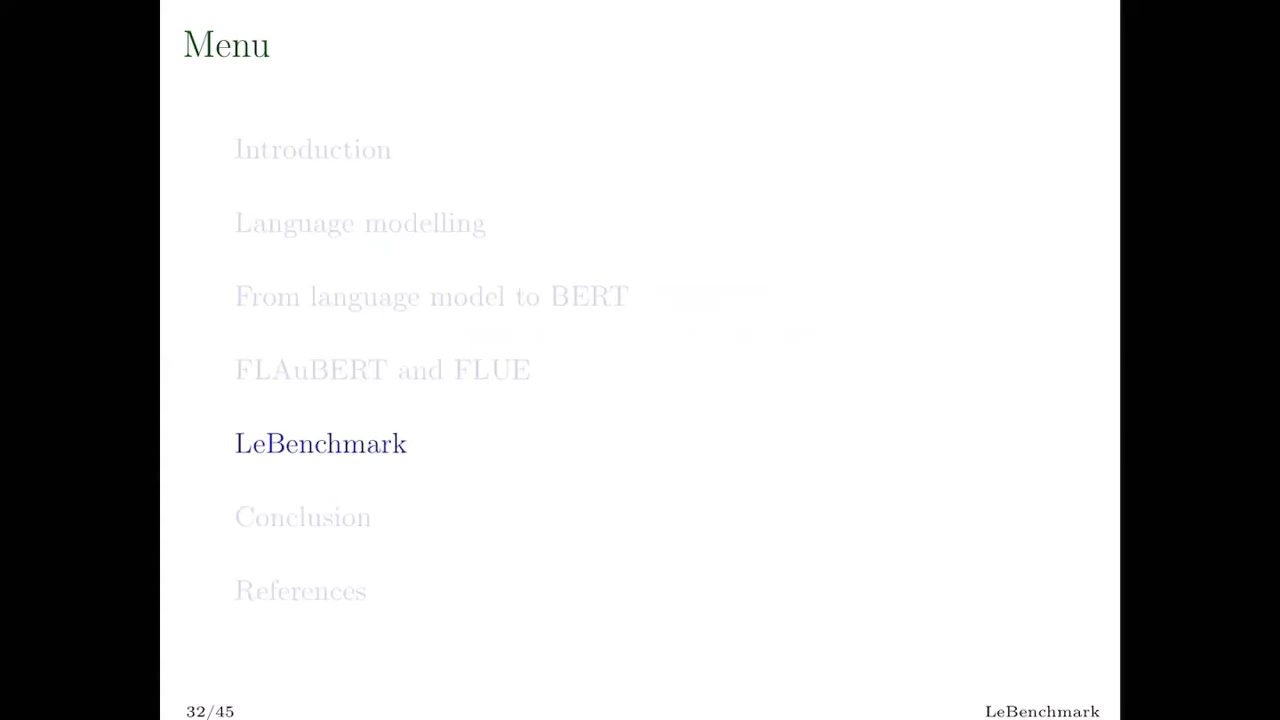 Menu
Introduction
Language modelling
From language model to BERT
FLAuBERT and FLUE
LeBenchmark
Conclusion
References
32/45
LeBenchmark